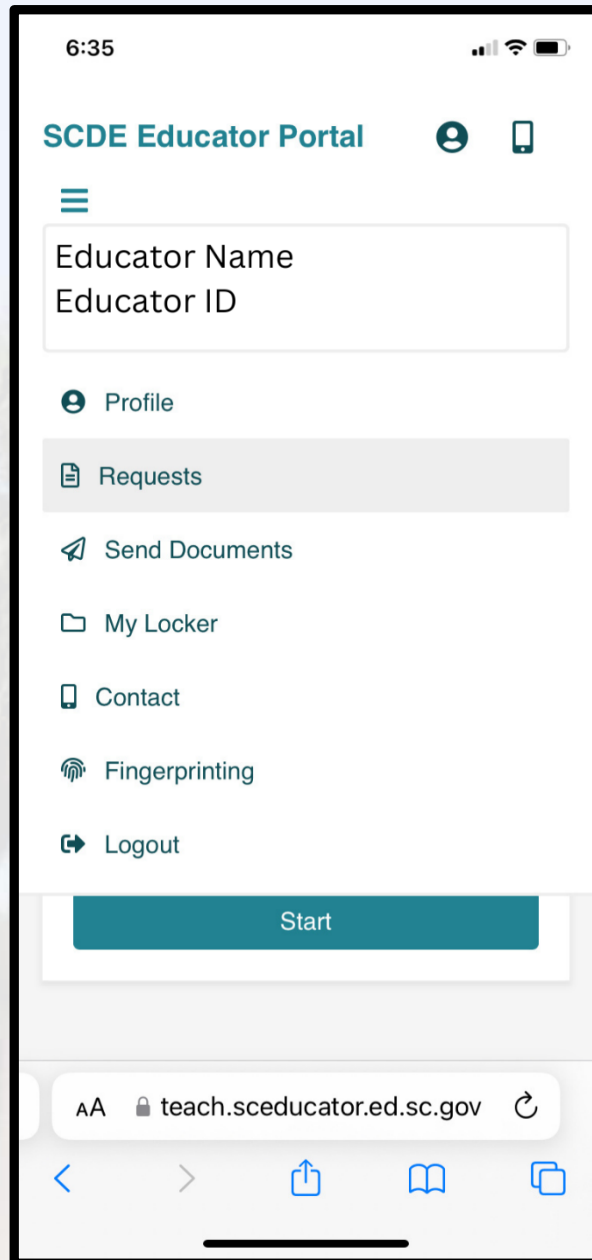 6:35
SCDE Educator Portal
Educator Name
Educator ID
Profile
Requests
Send Documents
My Locker
Contact
Fingerprinting
Logout
Start
AA teach.sceducator.ed.sc.gov